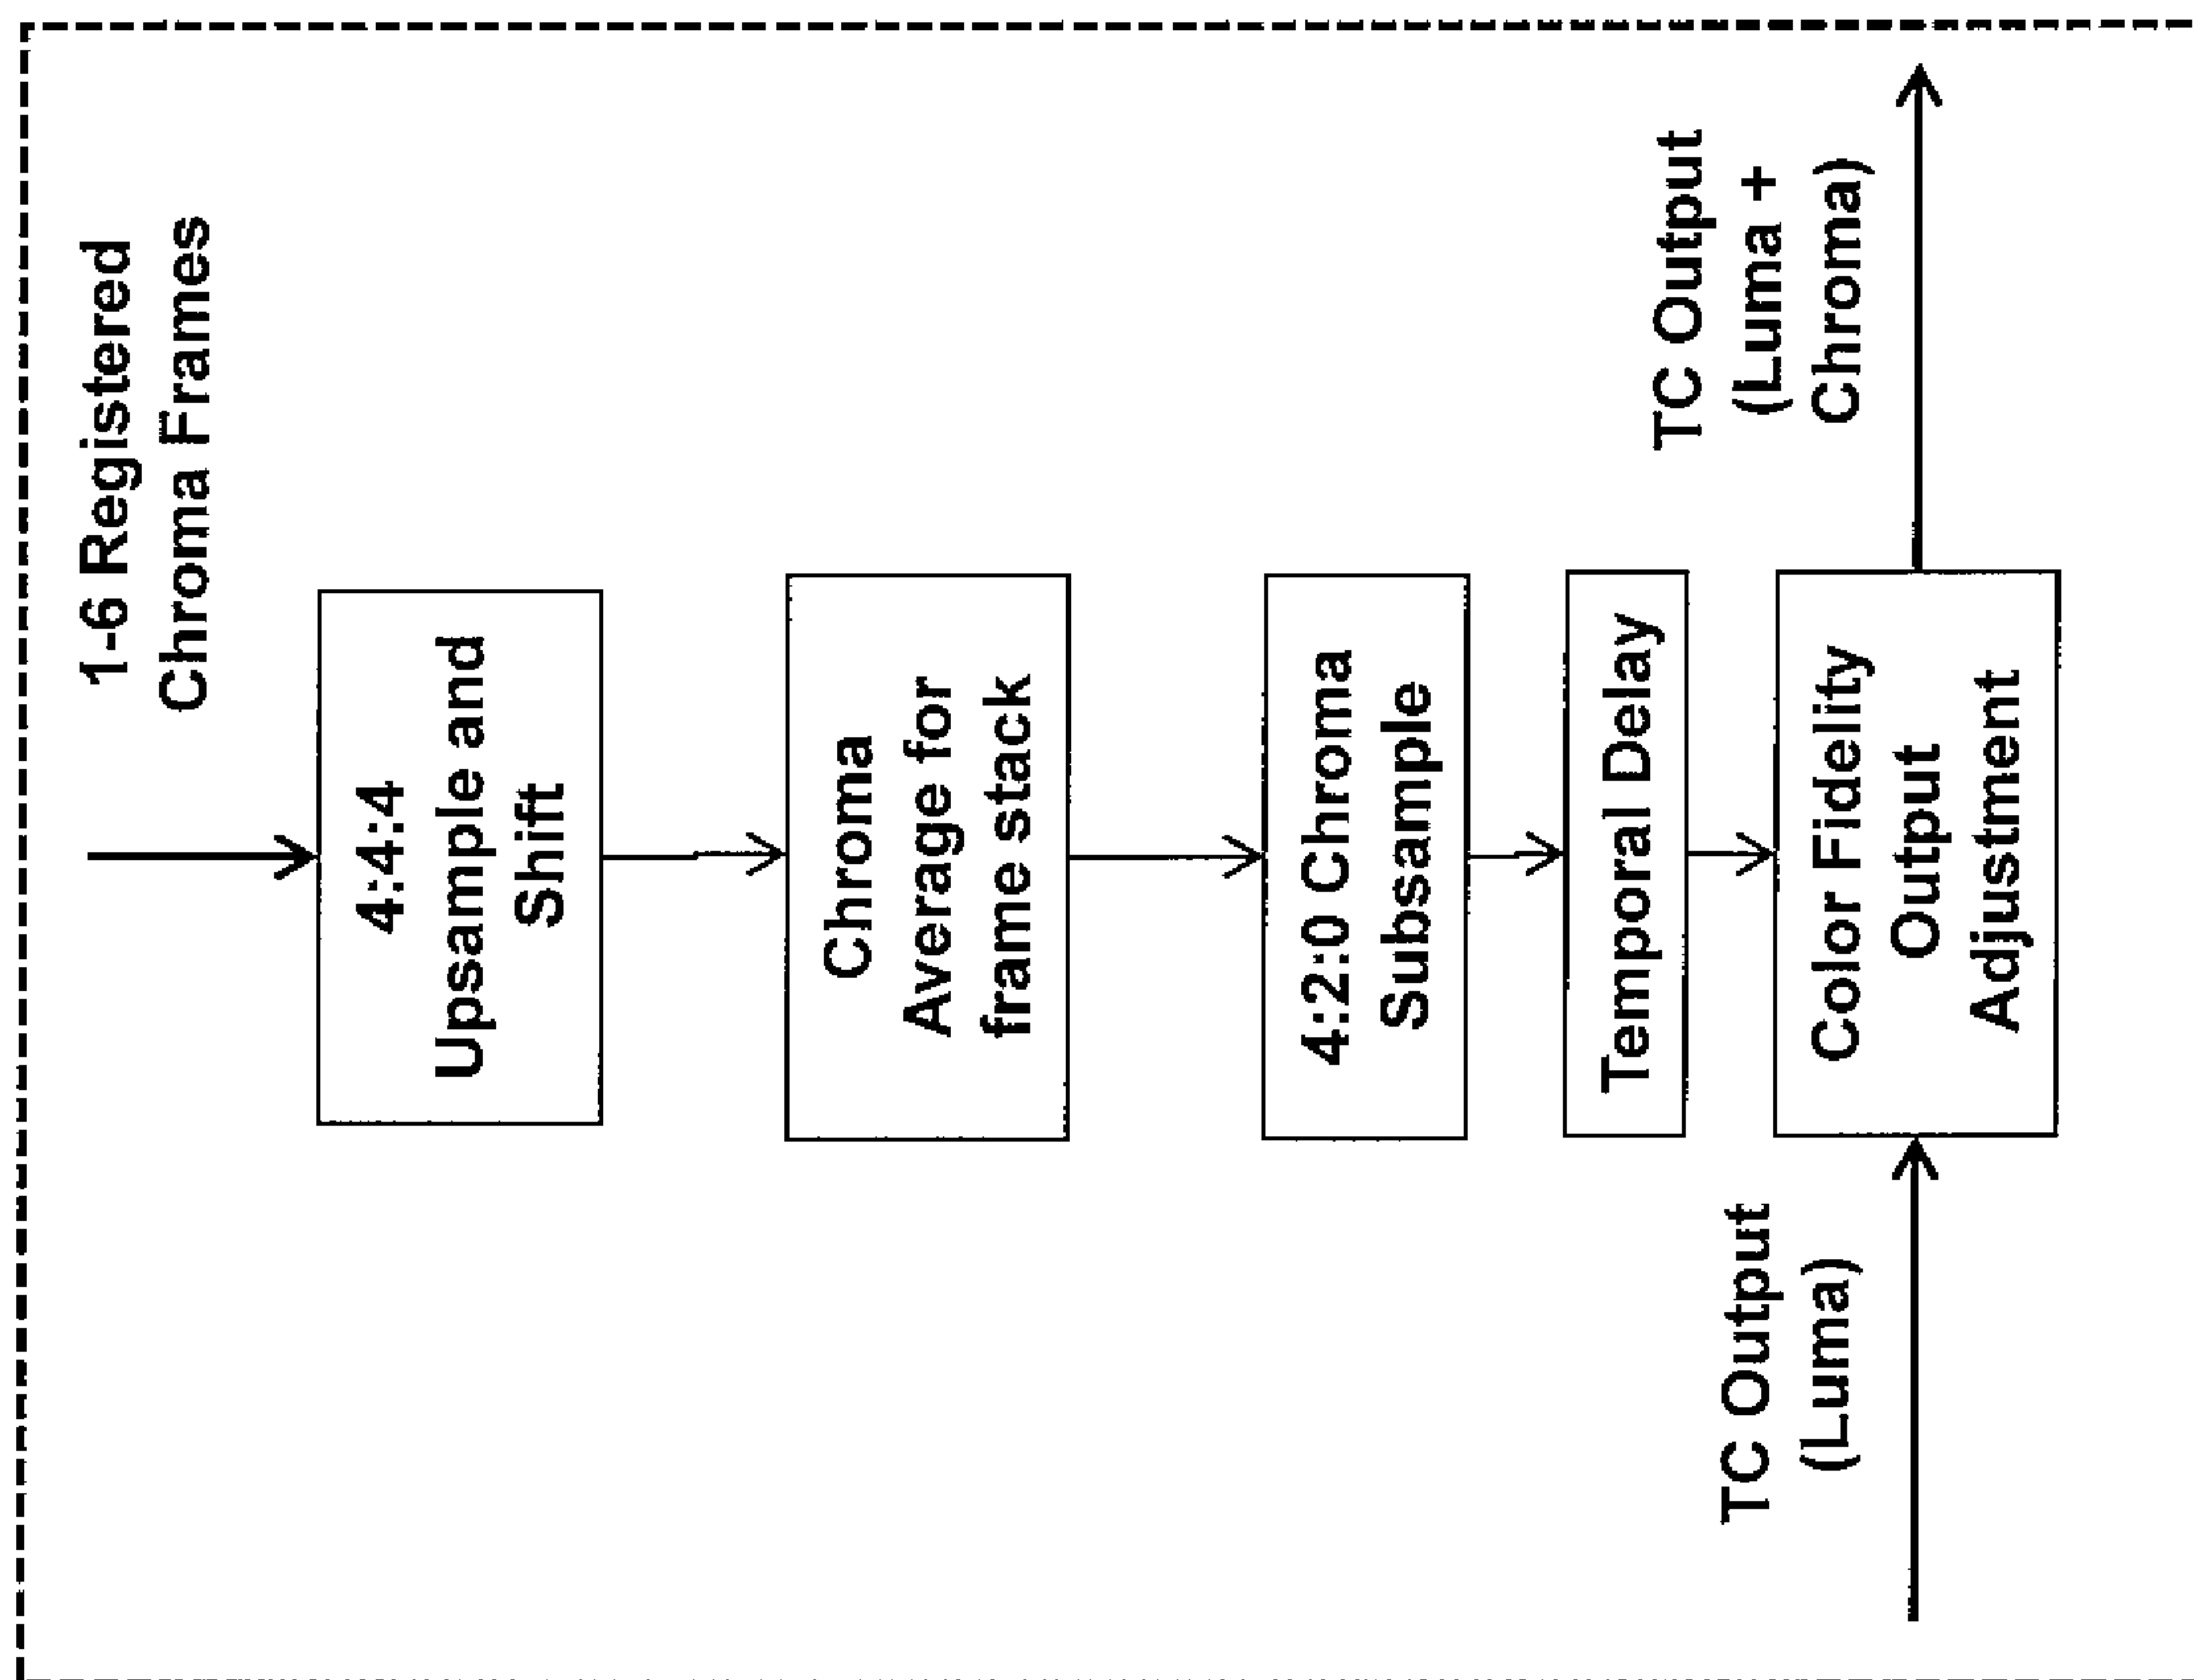 1-6 Registered
Chroma Frames
4:4:4
Upsample and
Shift
Chroma
Average for
frame stack
4:2:0 Chroma
Subsample
Temporal Delay
Color Fidelity
Output
Adjustment
TC Output
(Luma)
TC Output
(Luma +
Chroma)